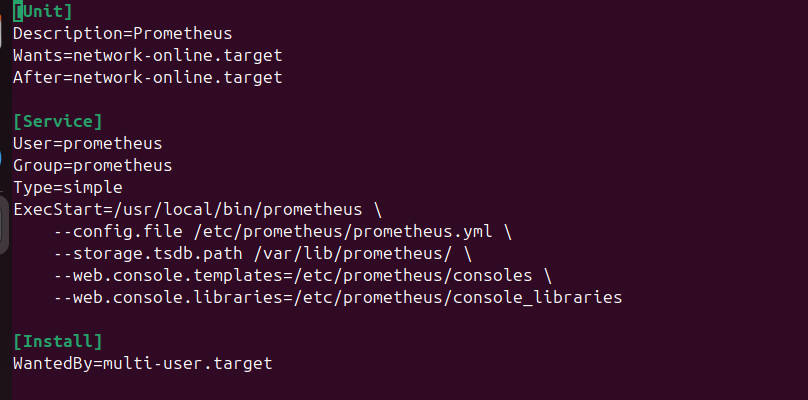 [Unit]
Description=Prometheus
Wants=network-online.target
After=network-online.target

[Service]
User=prometheus
Group=prometheus
Type=simple
ExecStart=/usr/local/bin/prometheus \
    --config.file /etc/prometheus/prometheus.yml \
    --storage.tsdb.path /var/lib/prometheus/ \
    --web.console.templates=/etc/prometheus/consoles \
    --web.console.libraries=/etc/prometheus/console_libraries

[Install]
WantedBy=multi-user.target